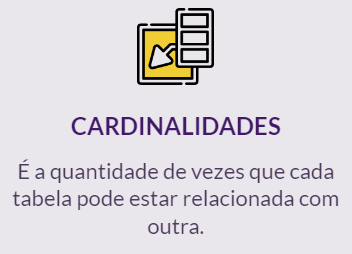 CARDINALIDADES
É a quantidade de vezes que cada
tabela pode estar relacionada com
outra.